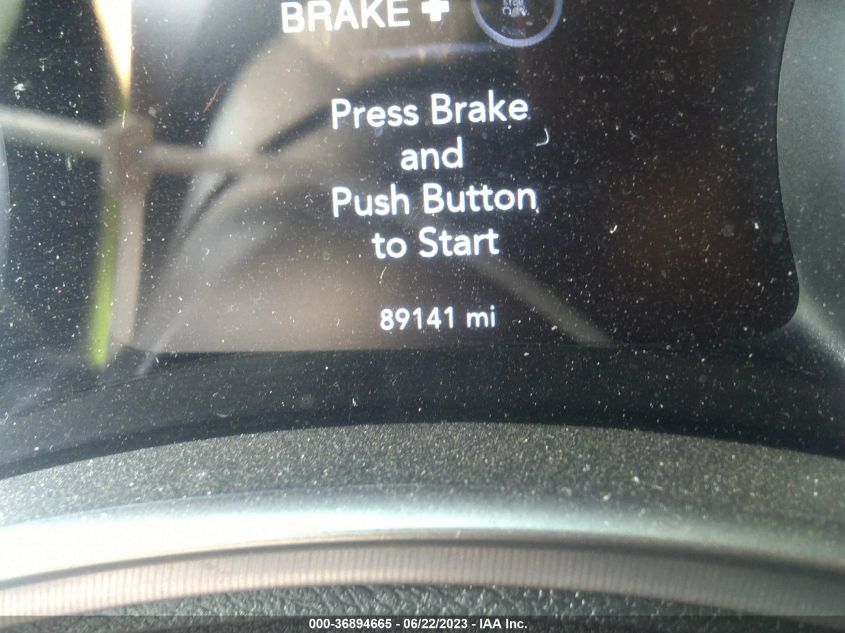 BRAKE +
Press Brake
and
Push Button
to Start
89141 mi
000-36894665 - 06/22/2023 - IAA Inc.